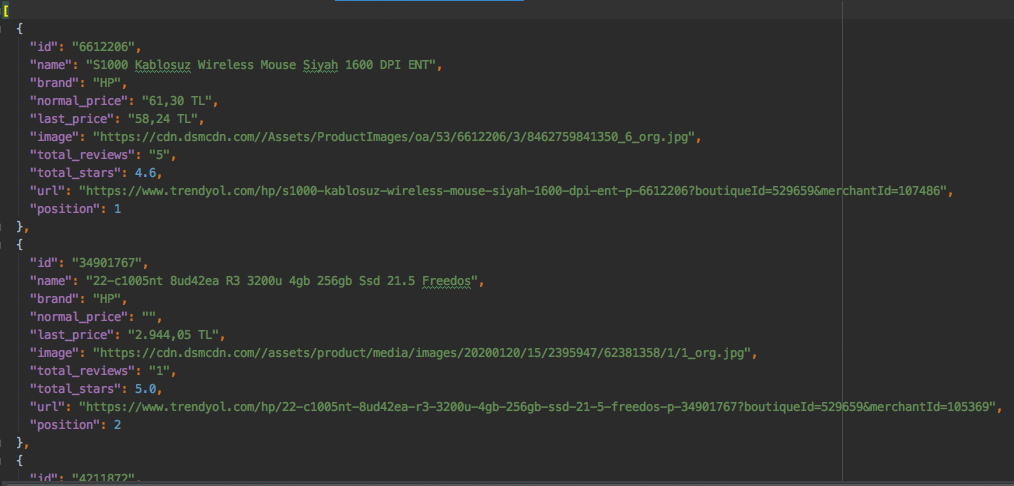 [
{
"id": "6612206",
"name": "S1000 Kablosuz Wireless Mouse Siyah 1600 DPI ENT",
"brand": "HP",
"normal_price": "61,30 TL",
"last_price": "58,24 TL",
"image": "https://cdn.dsmcdn.com//Assets/ProductImages/oa/53/6612206/3/8462759841350_6_org.jpg",
"total_reviews": "5",
"total_stars": 4.6,
"url": "https://www.trendyol.com/hp/s1000-kablosuz-wireless-mouse-siyah-1600-dpi-ent-p-6612206?boutiqueId=529659&merchantId=107486",
"position": 1
},
{
"id": "34901767",
"name": "22-c1005nt 8ud42ea R3 3200u 4gb 256gb Ssd 21.5 Freedos",
"brand": "HP",
"normal_price": "",
"last_price": "2.944,05 TL",
"image": "https://cdn.dsmcdn.com//assets/product/media/images/20200120/15/2395947/62381358/1/1_org.jpg",
"total_reviews": "1",
"total_stars": 5.0,
"url": "https://www.trendyol.com/hp/22-c1005nt-8ud42ea-r3-3200u-4gb-256gb-ssd-21-5-freedos-p-34901767?boutiqueId=529659&merchantId=105369",
"position": 2
},
{
"id": "4211872",